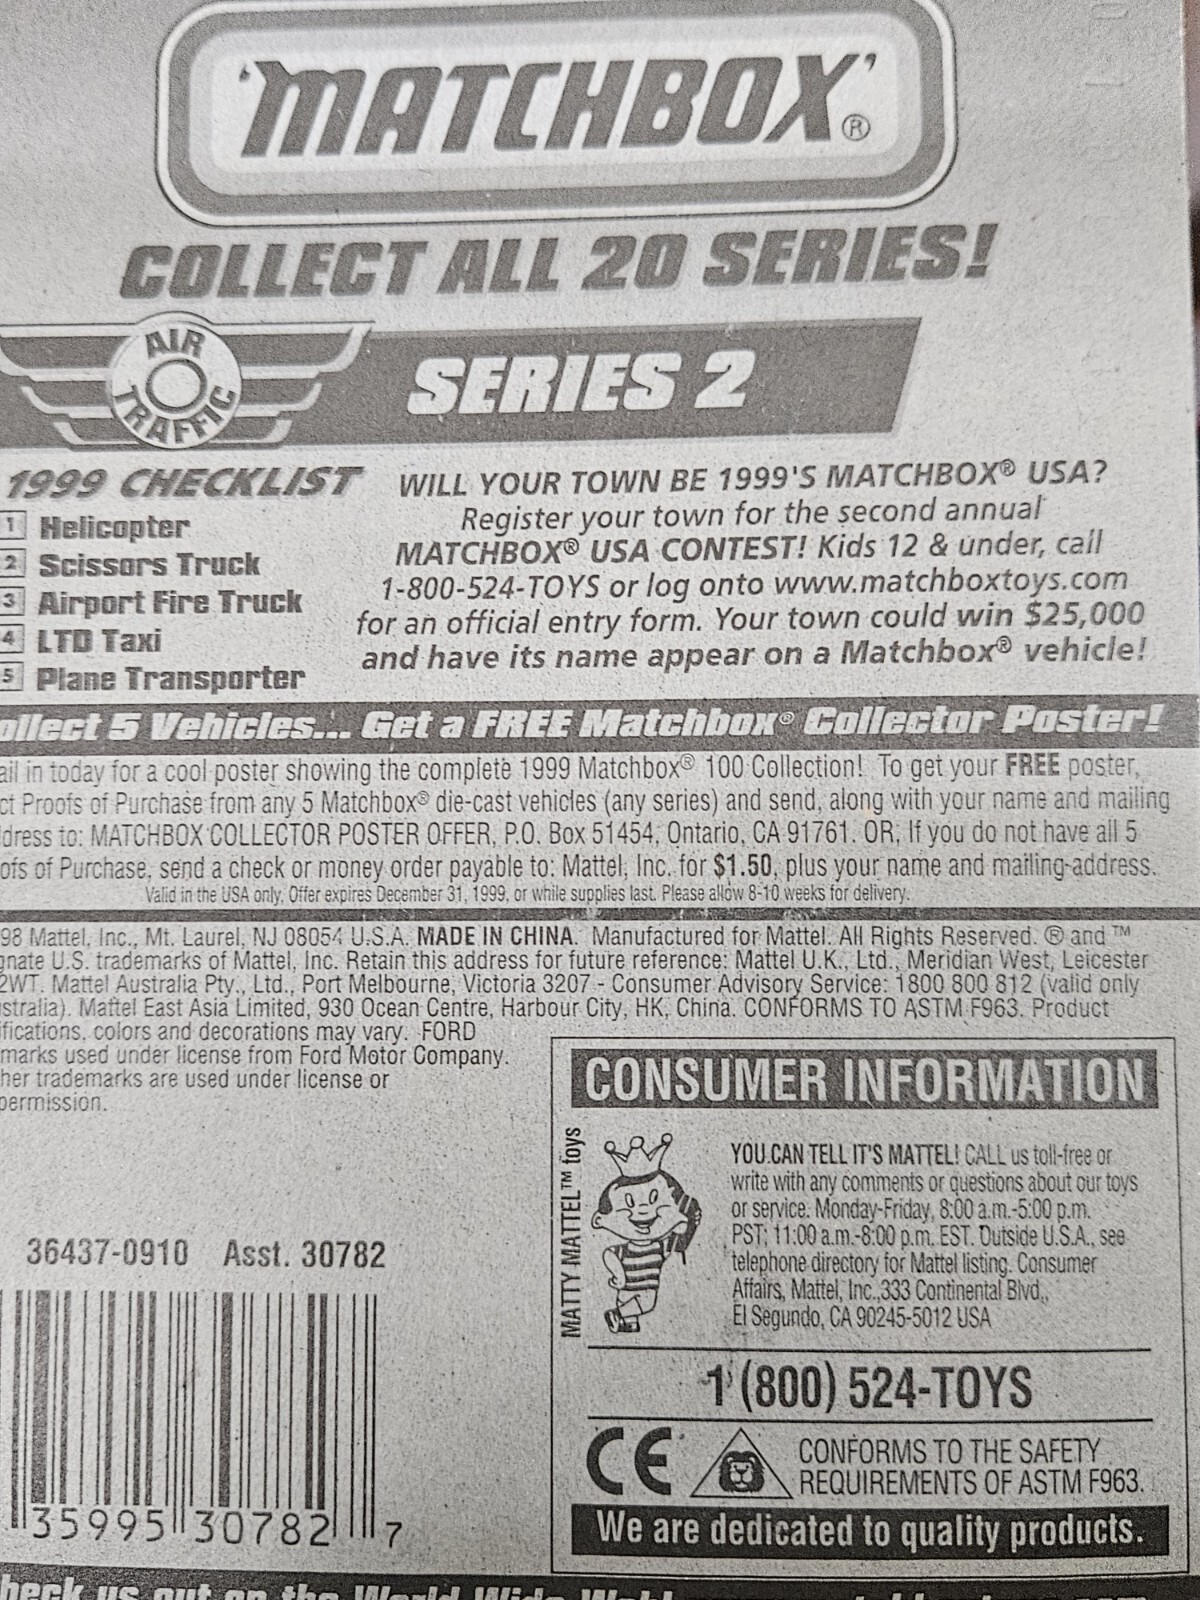 'MATCHBOX'®
COLLECT ALL 20 SERIES!
AIR TRAFFIC
SERIES 2
1999 CHECKLIST
1 Helicopter
2 Scissors Truck
3 Airport Fire Truck
4 LTD Taxi
5 Plane Transporter
WILL YOUR TOWN BE 1999'S MATCHBOX® USA?
Register your town for the second annual
MATCHBOX® USA CONTEST! Kids 12 & under, call
1-800-524-TOYS or log onto www.matchboxtoys.com
for an official entry form. Your town could win $25,000
and have its name appear on a Matchbox® vehicle!
ollect 5 Vehicles... Get a FREE Matchbox® Collector Poster!
ail in today for a cool poster showing the complete 1999 Matchbox® 100 Collection! To get your FREE poster,
ct Proofs of Purchase from any 5 Matchbox® die-cast vehicles (any series) and send, along with your name and mailing
dress to: MATCHBOX COLLECTOR POSTER OFFER, P.O. Box 51454, Ontario, CA 91761. OR, If you do not have all 5
ofs of Purchase, send a check or money order payable to: Mattel, Inc. for $1.50, plus your name and mailing address.
Valid in the USA only. Offer expires December 31, 1999, or while supplies last. Please allow 8-10 weeks for delivery.
98 Mattel, Inc., Mt. Laurel, NJ 08054 U.S.A. MADE IN CHINA. Manufactured for Mattel. All Rights Reserved. ® and ™
gnate U.S. trademarks of Mattel, Inc. Retain this address for future reference: Mattel U.K., Ltd., Meridian West, Leicester
2WT. Mattel Australia Pty., Ltd., Port Melbourne, Victoria 3207 - Consumer Advisory Service: 1 800 800 812 (valid only
stralia). Mattel East Asia Limited, 930 Ocean Centre, Harbour City, HK, China. CONFORMS TO ASTM F963. Product
ifications, colors and decorations may vary. FORD
marks used under license from Ford Motor Company.
her trademarks are used under license or
permission.
36437-0910 Asst. 30782
35995 30782 7
CONSUMER INFORMATION
MATTY MATTEL™ toys
YOU CAN TELL IT'S MATTEL! CALL us toll-free or
write with any comments or questions about our toys
or service: Monday-Friday, 8:00 a.m.-5:00 p.m.
PST; 11:00 a.m.-8:00 p.m. EST. Outside U.S.A., see
telephone directory for Mattel listing. Consumer
Affairs, Mattel, Inc.,333 Continental Blvd.,
El Segundo, CA 90245-5012 USA
1 (800) 524-TOYS
CE
CONFORMS TO THE SAFETY
REQUIREMENTS OF ASTM F963.
We are dedicated to quality products.
heck us out on the World Wide Web!